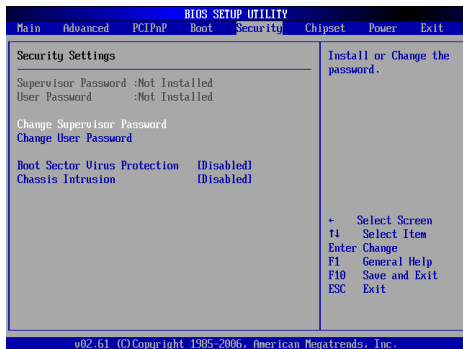 BIOS SETUP UTILITY
Main Advanced PCIPnP Boot Security Chipset Power Exit
Security Settings
Supervisor Password :Not Installed
User Password :Not Installed
Change Supervisor Password
Change User Password
Boot Sector Virus Protection [Disabled]
Chassis Intrusion [Disabled]
Install or Change the
password.
← Select Screen
↑↓ Select Item
Enter Change
F1 General Help
F10 Save and Exit
ESC Exit
v02.61 (C)Copyright 1985-2006, American Megatrends, Inc.